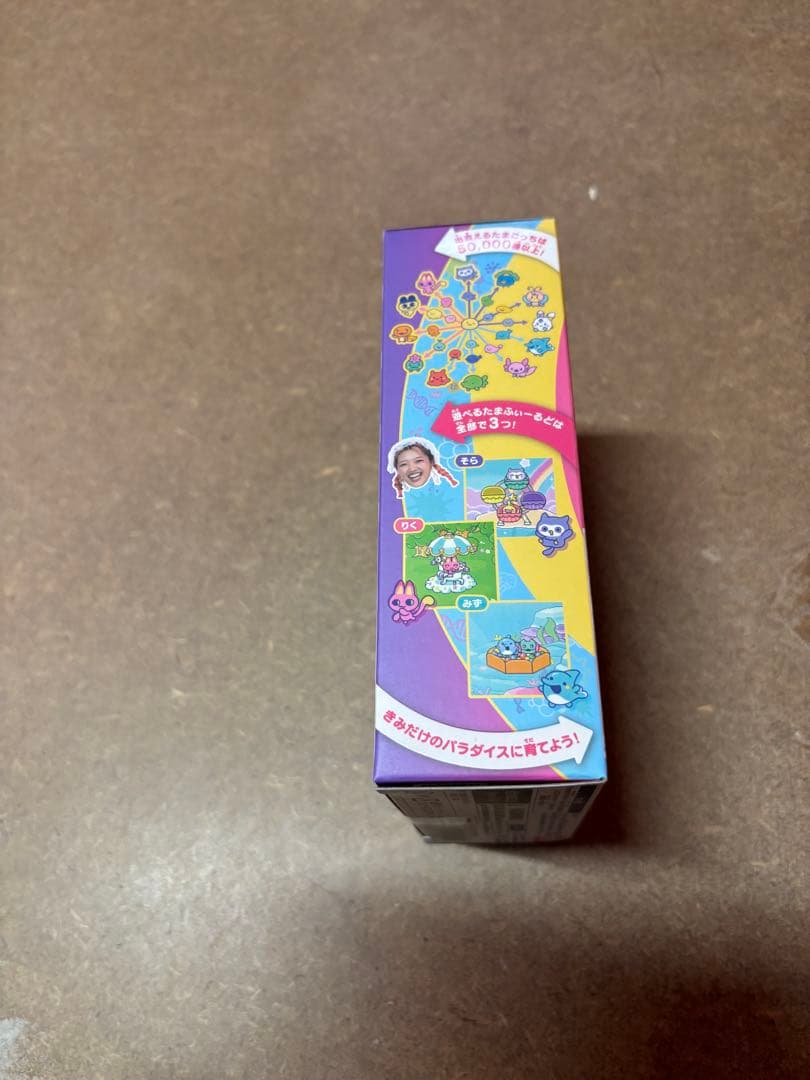 出会えるたまごっちは
50,000種以上!
遊べるたまふぃーるどは
全部で3つ!
そら
りく
みず
きみだけのパラダイスに育てよう!